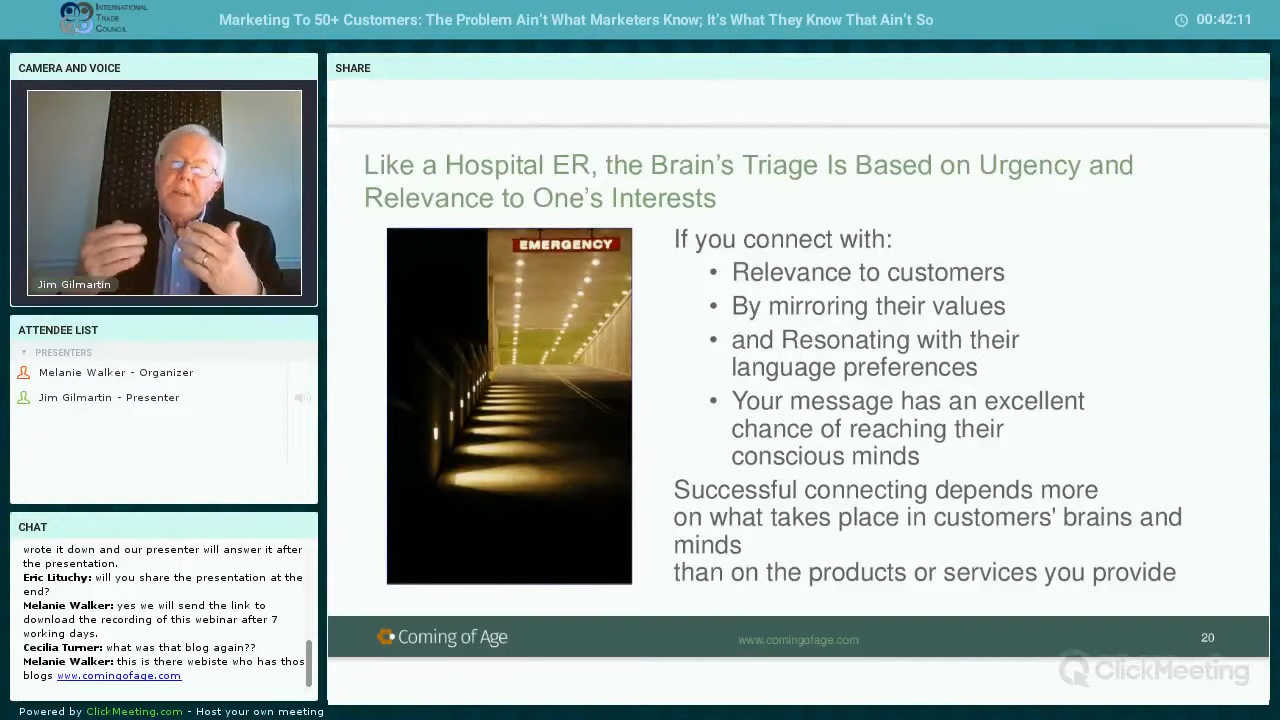 INTERNATIONAL
TRADE
COUNCIL
Marketing To 50+ Customers: The Problem Ain't What Marketers Know; It's What They Know That Ain't So
00:42:11
CAMERA AND VOICE
Jim Gilmartin
ATTENDEE LIST
PRESENTERS
Melanie Walker - Organizer
Jim Gilmartin - Presenter
CHAT
wrote it down and our presenter will answer it after
the presentation.
Eric Lituchy: will you share the presentation at the
end?
Melanie Walker: yes we will send the link to
download the recording of this webinar after 7
working days.
Cecilia Turner: what was that blog again??
Melanie Walker: this is there webiste who has thos
blogs www.comingofage.com
SHARE
Like a Hospital ER, the Brain's Triage Is Based on Urgency and
Relevance to One's Interests
EMERGENCY
If you connect with:
• Relevance to customers
• By mirroring their values
• and Resonating with their
language preferences
• Your message has an excellent
chance of reaching their
conscious minds
Successful connecting depends more
on what takes place in customers' brains and
minds
than on the products or services you provide
Coming of Age
www.comingofage.com
20
ClickMeeting
Powered by ClickMeeting.com - Host your own meeting